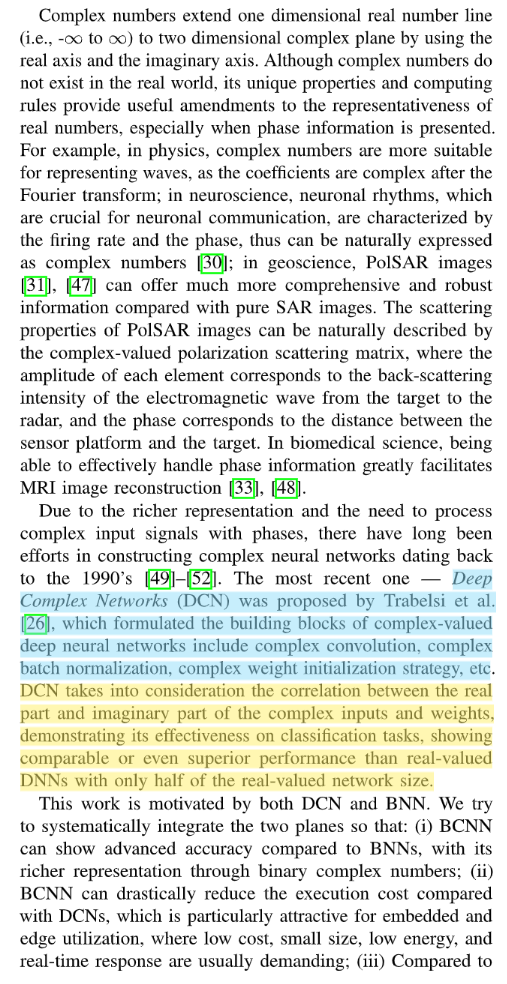 Complex numbers extend one dimensional real number line
(i.e., -∞ to ∞) to two dimensional complex plane by using the
real axis and the imaginary axis. Although complex numbers do
not exist in the real world, its unique properties and computing
rules provide useful amendments to the representativeness of
real numbers, especially when phase information is presented.
For example, in physics, complex numbers are more suitable
for representing waves, as the coefficients are complex after the
Fourier transform; in neuroscience, neuronal rhythms, which
are crucial for neuronal communication, are characterized by
the firing rate and the phase, thus can be naturally expressed
as complex numbers [30]; in geoscience, PolSAR images
[31], [47] can offer much more comprehensive and robust
information compared with pure SAR images. The scattering
properties of PolSAR images can be naturally described by
the complex-valued polarization scattering matrix, where the
amplitude of each element corresponds to the back-scattering
intensity of the electromagnetic wave from the target to the
radar, and the phase corresponds to the distance between the
sensor platform and the target. In biomedical science, being
able to effectively handle phase information greatly facilitates
MRI image reconstruction [33], [48].
Due to the richer representation and the need to process
complex input signals with phases, there have long been
efforts in constructing complex neural networks dating back
to the 1990's [49]–[52]. The most recent one — Deep
Complex Networks (DCN) was proposed by Trabelsi et al.
[26], which formulated the building blocks of complex-valued
deep neural networks include complex convolution, complex
batch normalization, complex weight initialization strategy, etc.
DCN takes into consideration the correlation between the real
part and imaginary part of the complex inputs and weights,
demonstrating its effectiveness on classification tasks, showing
comparable or even superior performance than real-valued
DNNs with only half of the real-valued network size.
This work is motivated by both DCN and BNN. We try
to systematically integrate the two planes so that: (i) BCNN
can show advanced accuracy compared to BNNs, with its
richer representation through binary complex numbers; (ii)
BCNN can drastically reduce the execution cost compared
with DCNs, which is particularly attractive for embedded and
edge utilization, where low cost, small size, low energy, and
real-time response are usually demanding; (iii) Compared to